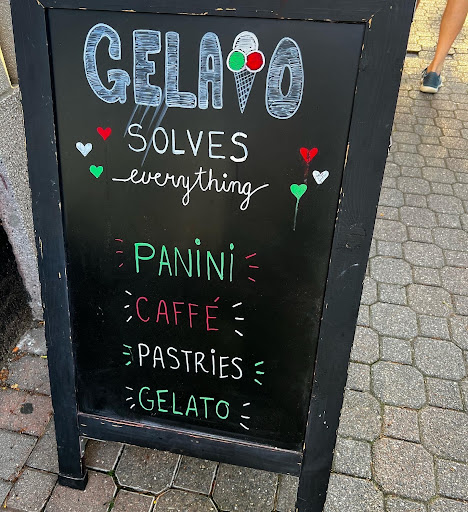 GELATO
SOLVES
everything
PANiNi
CAFFÉ
PASTRIES
GELATO